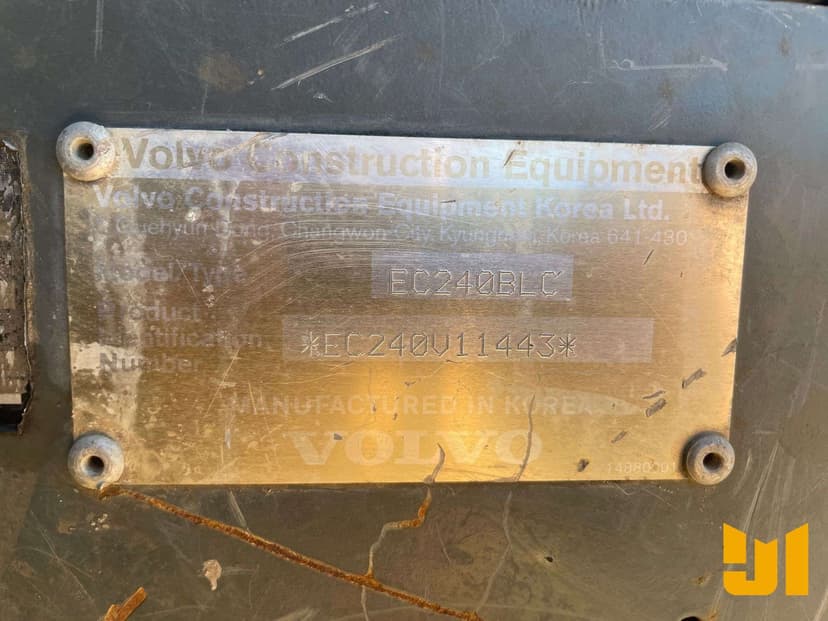 Volvo Construction Equipment
Volvo Construction Equipment Korea Ltd.
Dong, Changwon City, Korea 641-430
Model/Type
EC240BLC
Product
Identification
Number
*EC240V11443*
MANUFACTURED IN KOREA
VOLVO